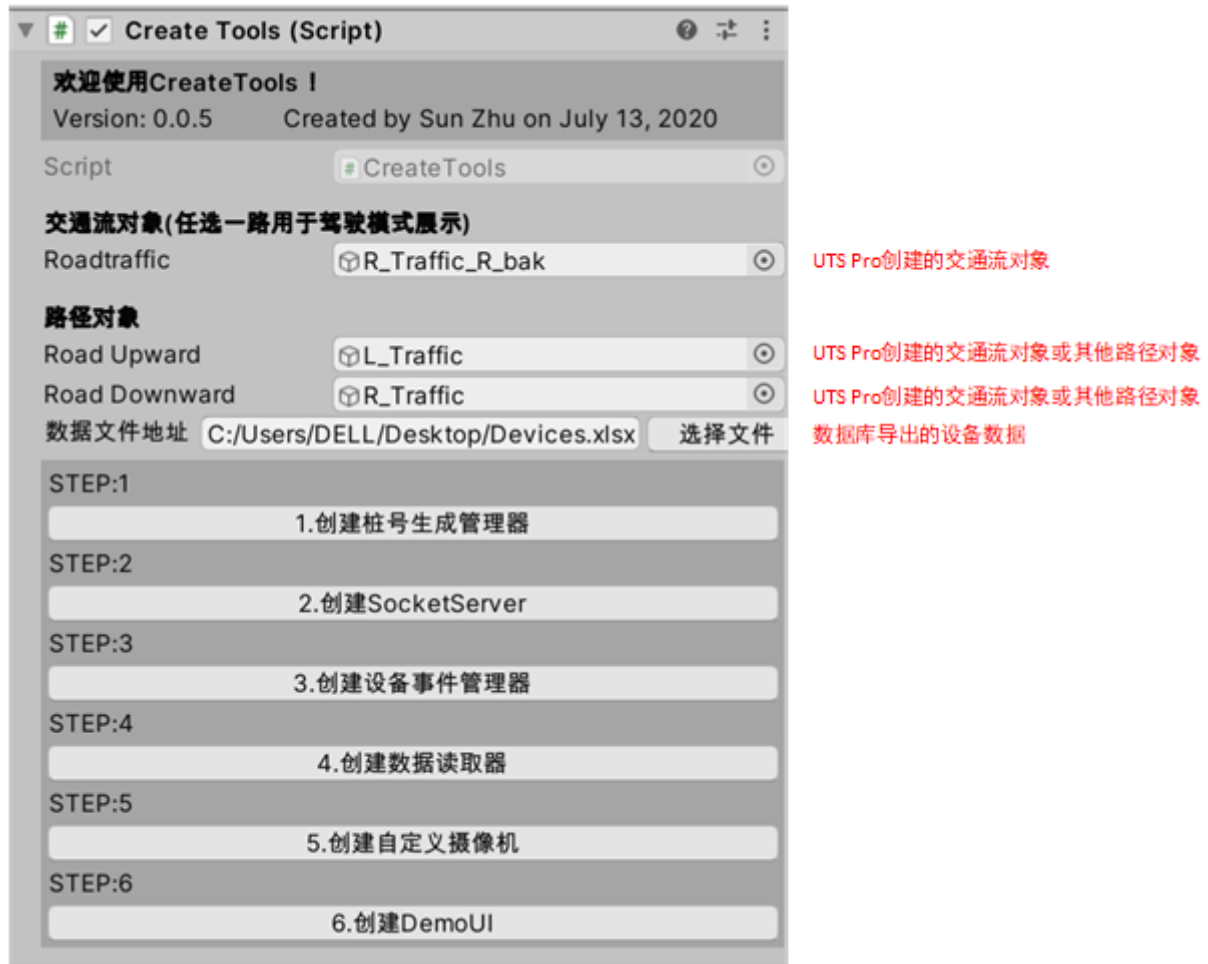 Create Tools (Script)
欢迎使用CreateTools！
Version: 0.0.5 Created by Sun Zhu on July 13, 2020
Script CreateTools
交通流对象(任选一路用于驾驶模式展示)
Roadtraffic R_Traffic_R_bak UTS Pro创建的交通流对象
路径对象
Road Upward L_Traffic UTS Pro创建的交通流对象或其他路径对象
Road Downward R_Traffic UTS Pro创建的交通流对象或其他路径对象
数据文件地址 C:/Users/DELL/Desktop/Devices.xlsx 选择文件 数据库导出的设备数据
STEP:1
1.创建桩号生成管理器
STEP:2
2.创建SocketServer
STEP:3
3.创建设备事件管理器
STEP:4
4.创建数据读取器
STEP:5
5.创建自定义摄像机
STEP:6
6.创建DemoUI